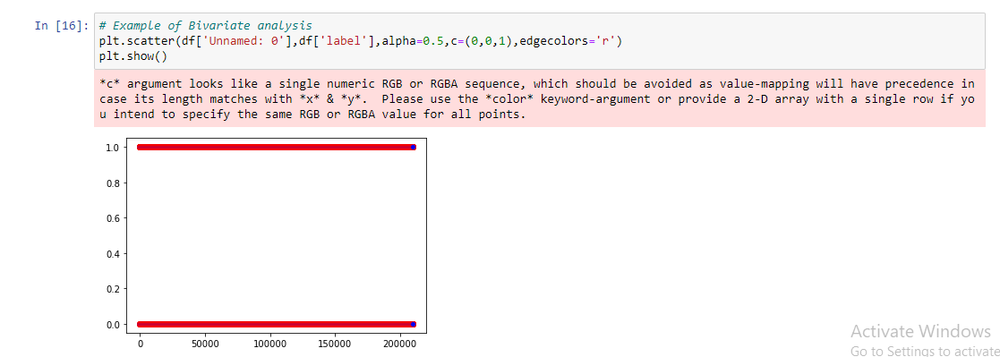 In [16]: # Example of Bivariate analysis
plt.scatter(df['Unnamed: 0'],df['label'],alpha=0.5,c=(0,0,1),edgecolors='r')
plt.show()
*c* argument looks like a single numeric RGB or RGBA sequence, which should be avoided as value-mapping will have precedence in
case its length matches with *x* & *y*.  Please use the *color* keyword-argument or provide a 2-D array with a single row if yo
u intend to specify the same RGB or RGBA value for all points.
1.0
0.8
0.6
0.4
0.2
0.0
0 50000 100000 150000 200000
Activate Windows
Go to Settings to activate